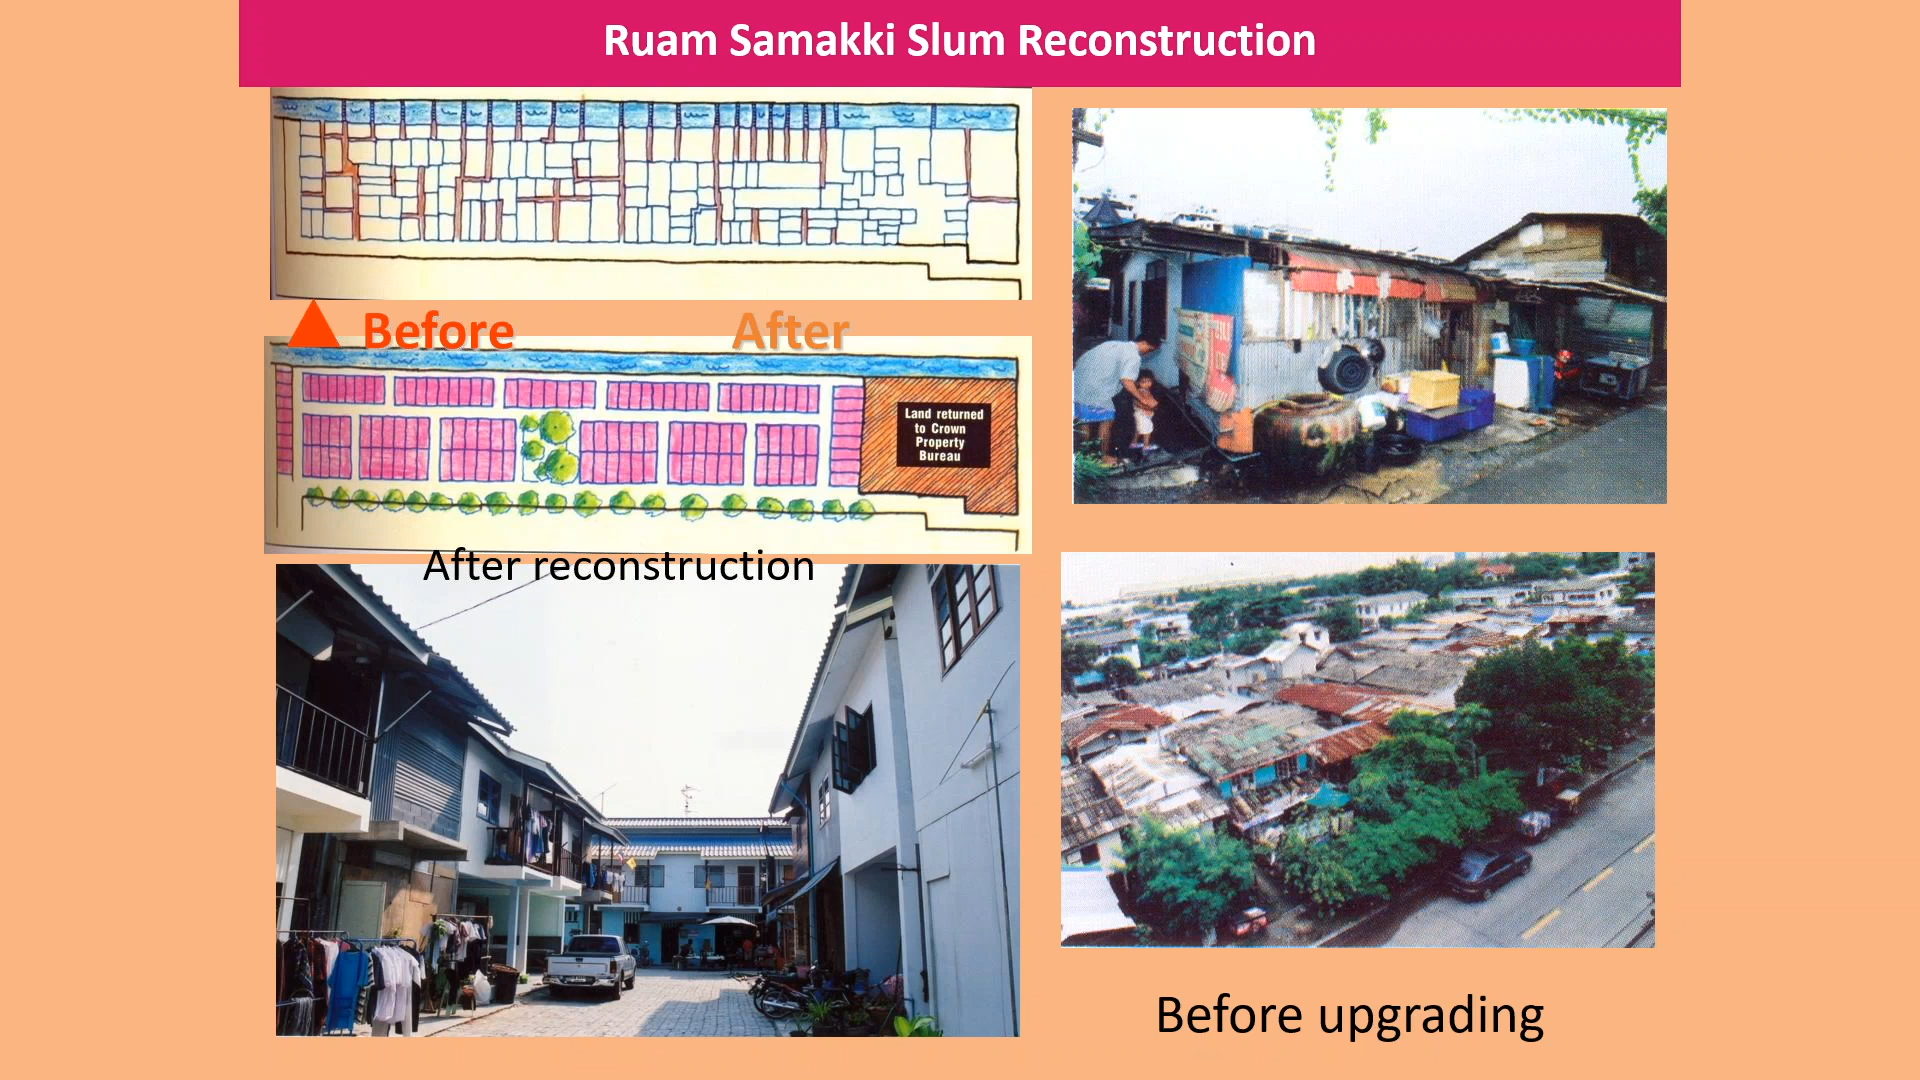 Ruam Samakki Slum Reconstruction
Before
After
Land returned
to Crown
Property
Bureau
After reconstruction
Before upgrading